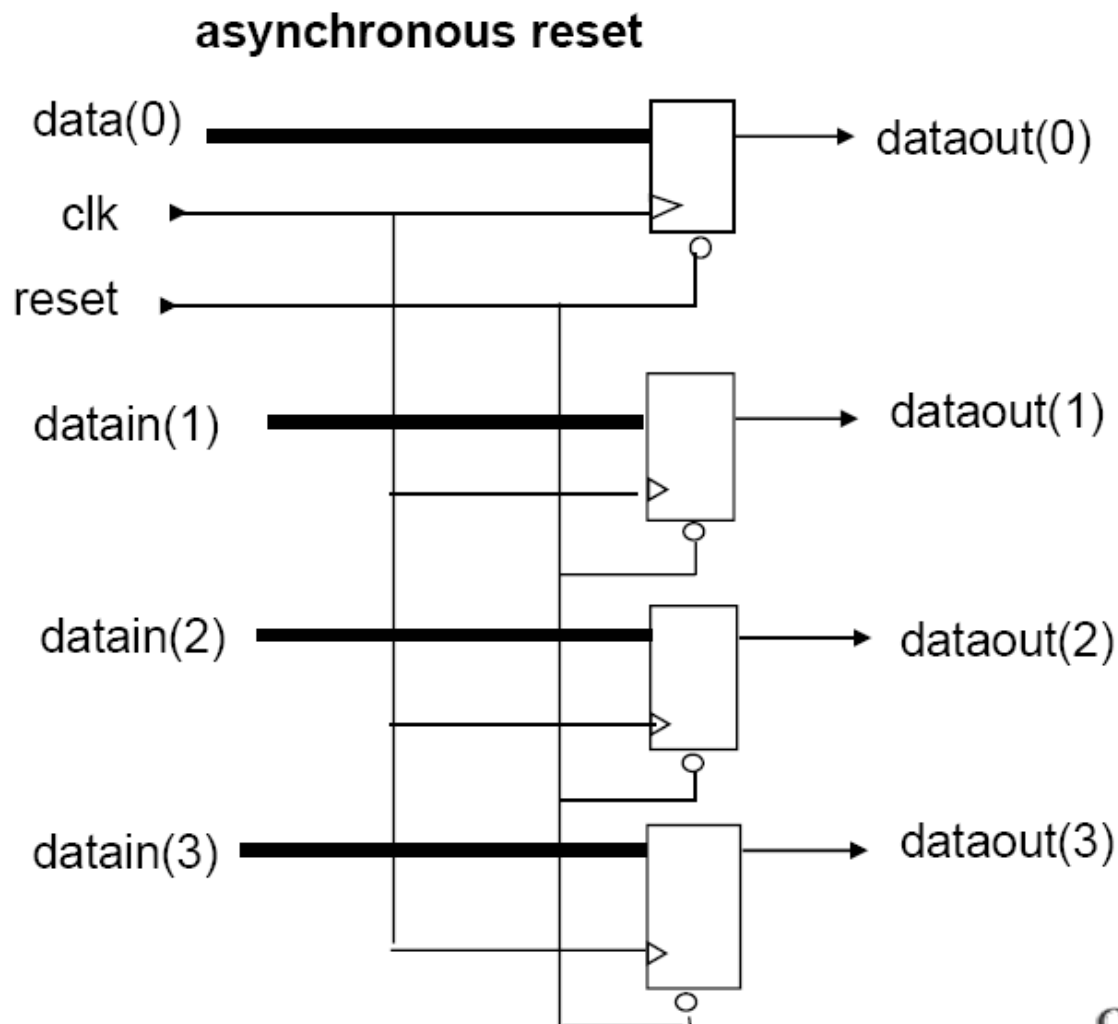 asynchronous reset
data(0)
dataout(0)
clk
reset
datain(1)
dataout(1)
datain(2)
dataout(2)
datain(3)
dataout(3)